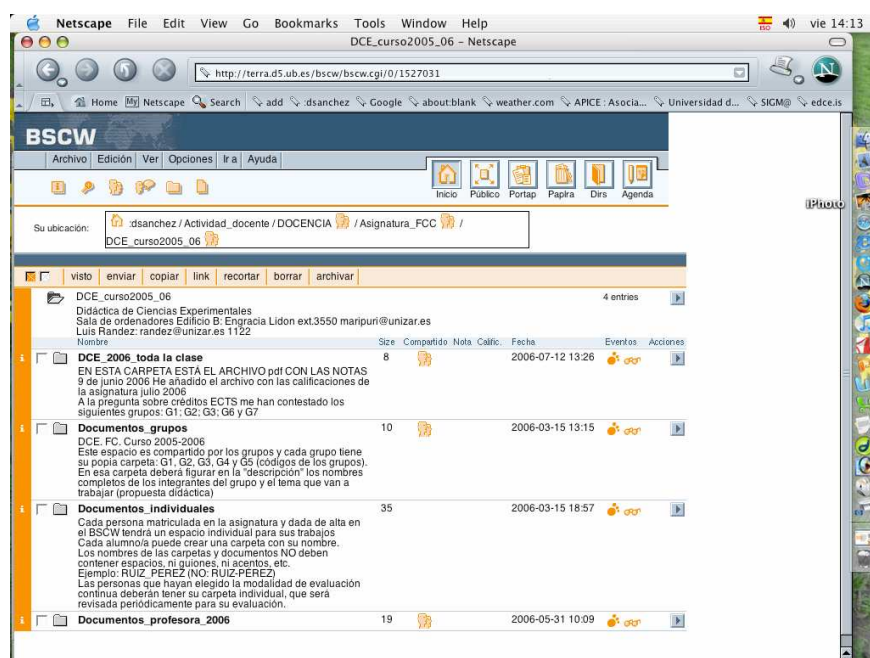 Netscape File Edit View Go Bookmarks Tools Window Help vie 14:13
DCE_curso2005_06 – Netscape
http://terra.d5.ub.es/bscw/bscw.cgi/0/1527031
Home My Netscape Search add :dsanchez Google about:blank weather.com APICE : Asocia... Universidad d... SIGM@ edce.is
BSCW
Archivo Edición Ver Opciones Ir a Ayuda
Inicio Público Portap Paplra Dirs Agenda
iPhoto
Su ubicación: :dsanchez / Actividad_docente / DOCENCIA / Asignatura_FCC /
DCE_curso2005_06
visto enviar copiar link recortar borrar archivar
DCE_curso2005_06 4 entries
Didáctica de Ciencias Experimentales
Sala de ordenadores Edificio B: Engracia Lidon ext.3550 maripuri@unizar.es
Luis Randez: randez@unizar.es 1122
Nombre Size Compartido Nota Calific. Fecha Eventos Acciones
DCE_2006_toda la clase 8 2006-07-12 13:26
EN ESTA CARPETA ESTÁ EL ARCHIVO pdf CON LAS NOTAS
9 de junio 2006 He añadido el archivo con las calificaciones de
la asignatura julio 2006
A la pregunta sobre créditos ECTS me han contestado los
siguientes grupos: G1; G2; G3; G6 y G7
Documentos_grupos 10 2006-03-15 13:15
DCE. FC. Curso 2005-2006
Este espacio es compartido por los grupos y cada grupo tiene
su popia carpeta: G1, G2, G3, G4 y G5 (códigos de los grupos).
En esa carpeta deberá figurar en la "descripción" los nombres
completos de los integrantes del grupo y el tema que van a
trabajar (propuesta didáctica)
Documentos_individuales 35 2006-03-15 18:57
Cada persona matriculada en la asignatura y dada de alta en
el BSCW tendrá un espacio individual para sus trabajos
Cada alumno/a puede crear una carpeta con su nombre.
Los nombres de las carpetas y documentos NO deben
contener espacios, ni guiones, ni acentos, etc.
Ejemplo: RUIZ_PEREZ (NO: RUIZ-PEREZ)
Las personas que hayan elegido la modalidad de evaluación
continua deberán tener su carpeta individual, que será
revisada periódicamente para su evaluación.
Documentos_profesora_2006 19 2006-05-31 10:09